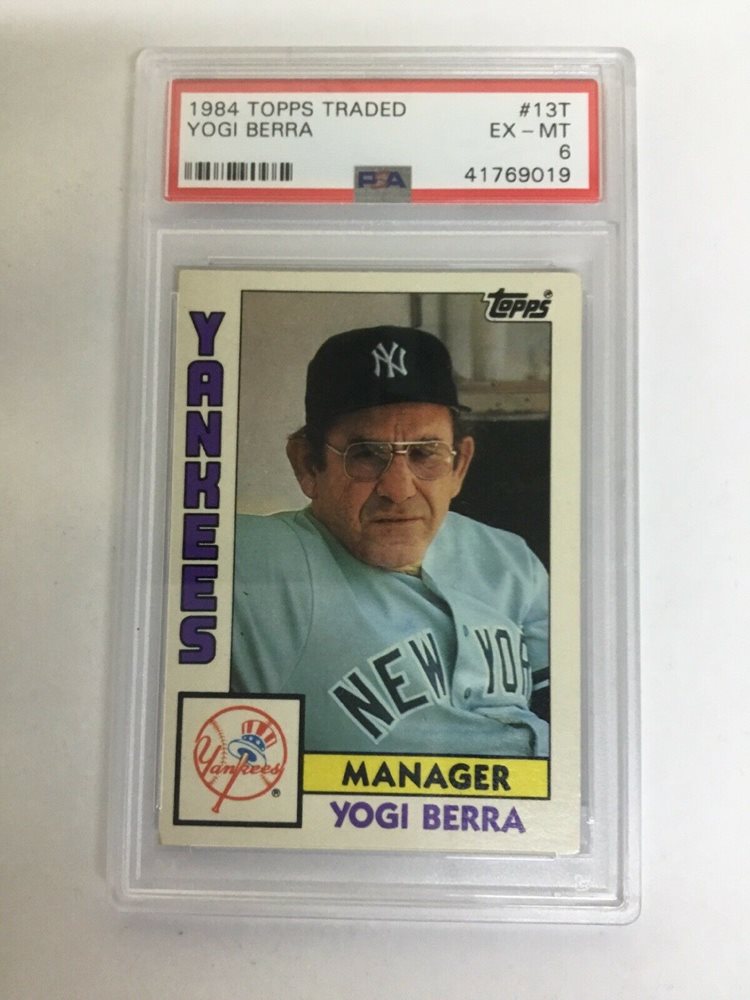 1984 TOPPS TRADED #13T
YOGI BERRA EX - MT
6
41769019
PSA
Topps
YANKEES
NY
NEW YOR
Yankees
®
MANAGER
YOGI BERRA